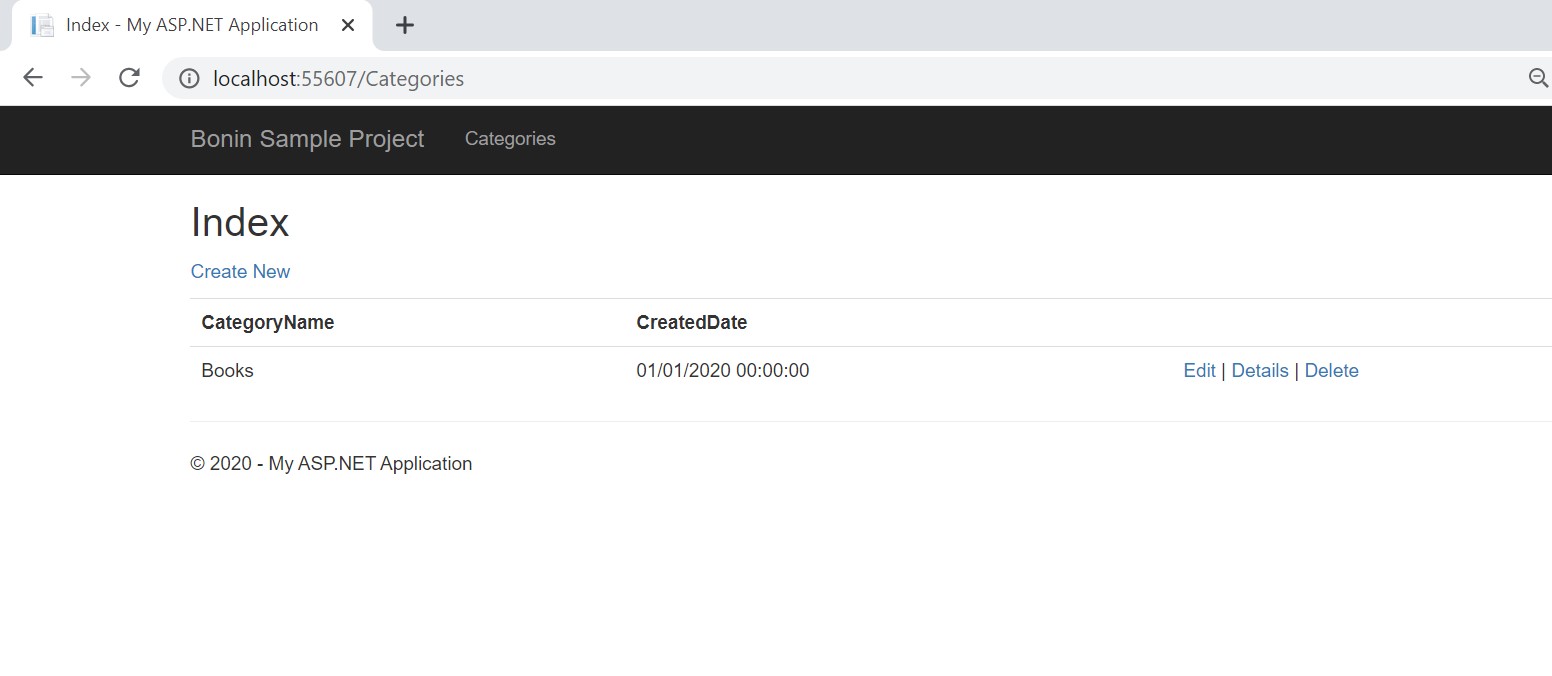 Index - My ASP.NET Application
localhost:55607/Categories
Bonin Sample Project Categories
Index
Create New
CategoryName CreatedDate
Books 01/01/2020 00:00:00 Edit | Details | Delete
© 2020 - My ASP.NET Application